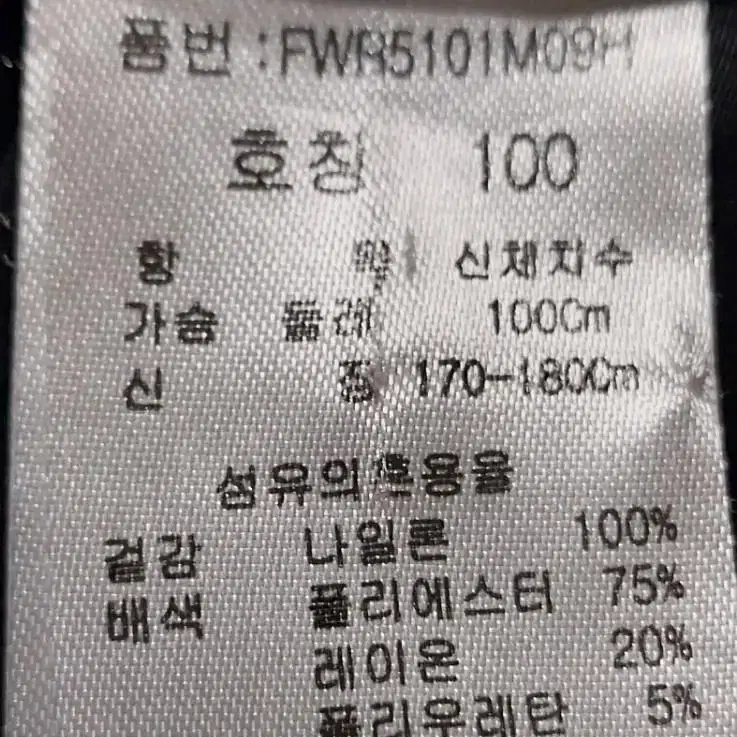 품번 : FWR5101M09H
호칭 100
항 목 신체치수
가슴 둘레 100Cm
신 장 170-180Cm
섬유의혼용율
겉감 나일론 100%
배색 폴리에스터 75%
레이온 20%
폴리우레탄 5%